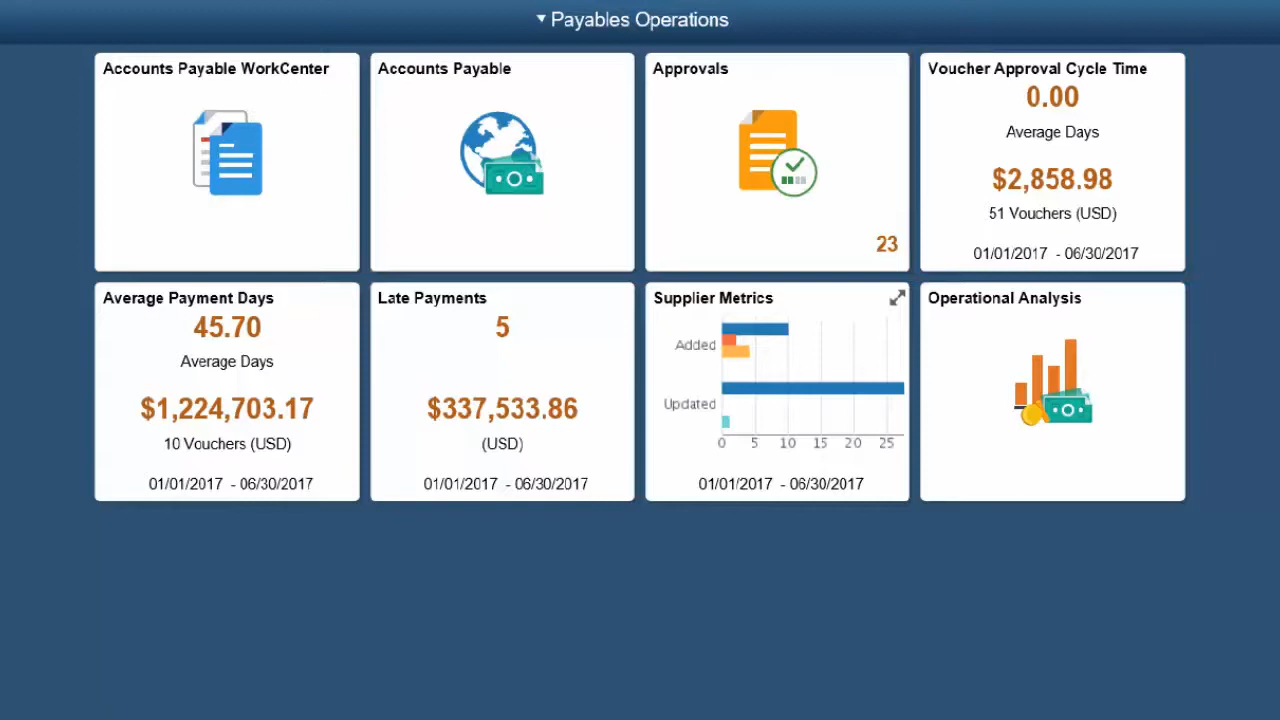 Payables Operations
Accounts Payable WorkCenter
Accounts Payable
Approvals
23
Voucher Approval Cycle Time
0.00
Average Days
$2,858.98
51 Vouchers (USD)
01/01/2017 - 06/30/2017
Average Payment Days
45.70
Average Days
$1,224,703.17
10 Vouchers (USD)
01/01/2017 - 06/30/2017
Late Payments
5
$337,533.86
(USD)
01/01/2017 - 06/30/2017
Supplier Metrics
Added
Updated
0 5 10 15 20 25
01/01/2017 - 06/30/2017
Operational Analysis